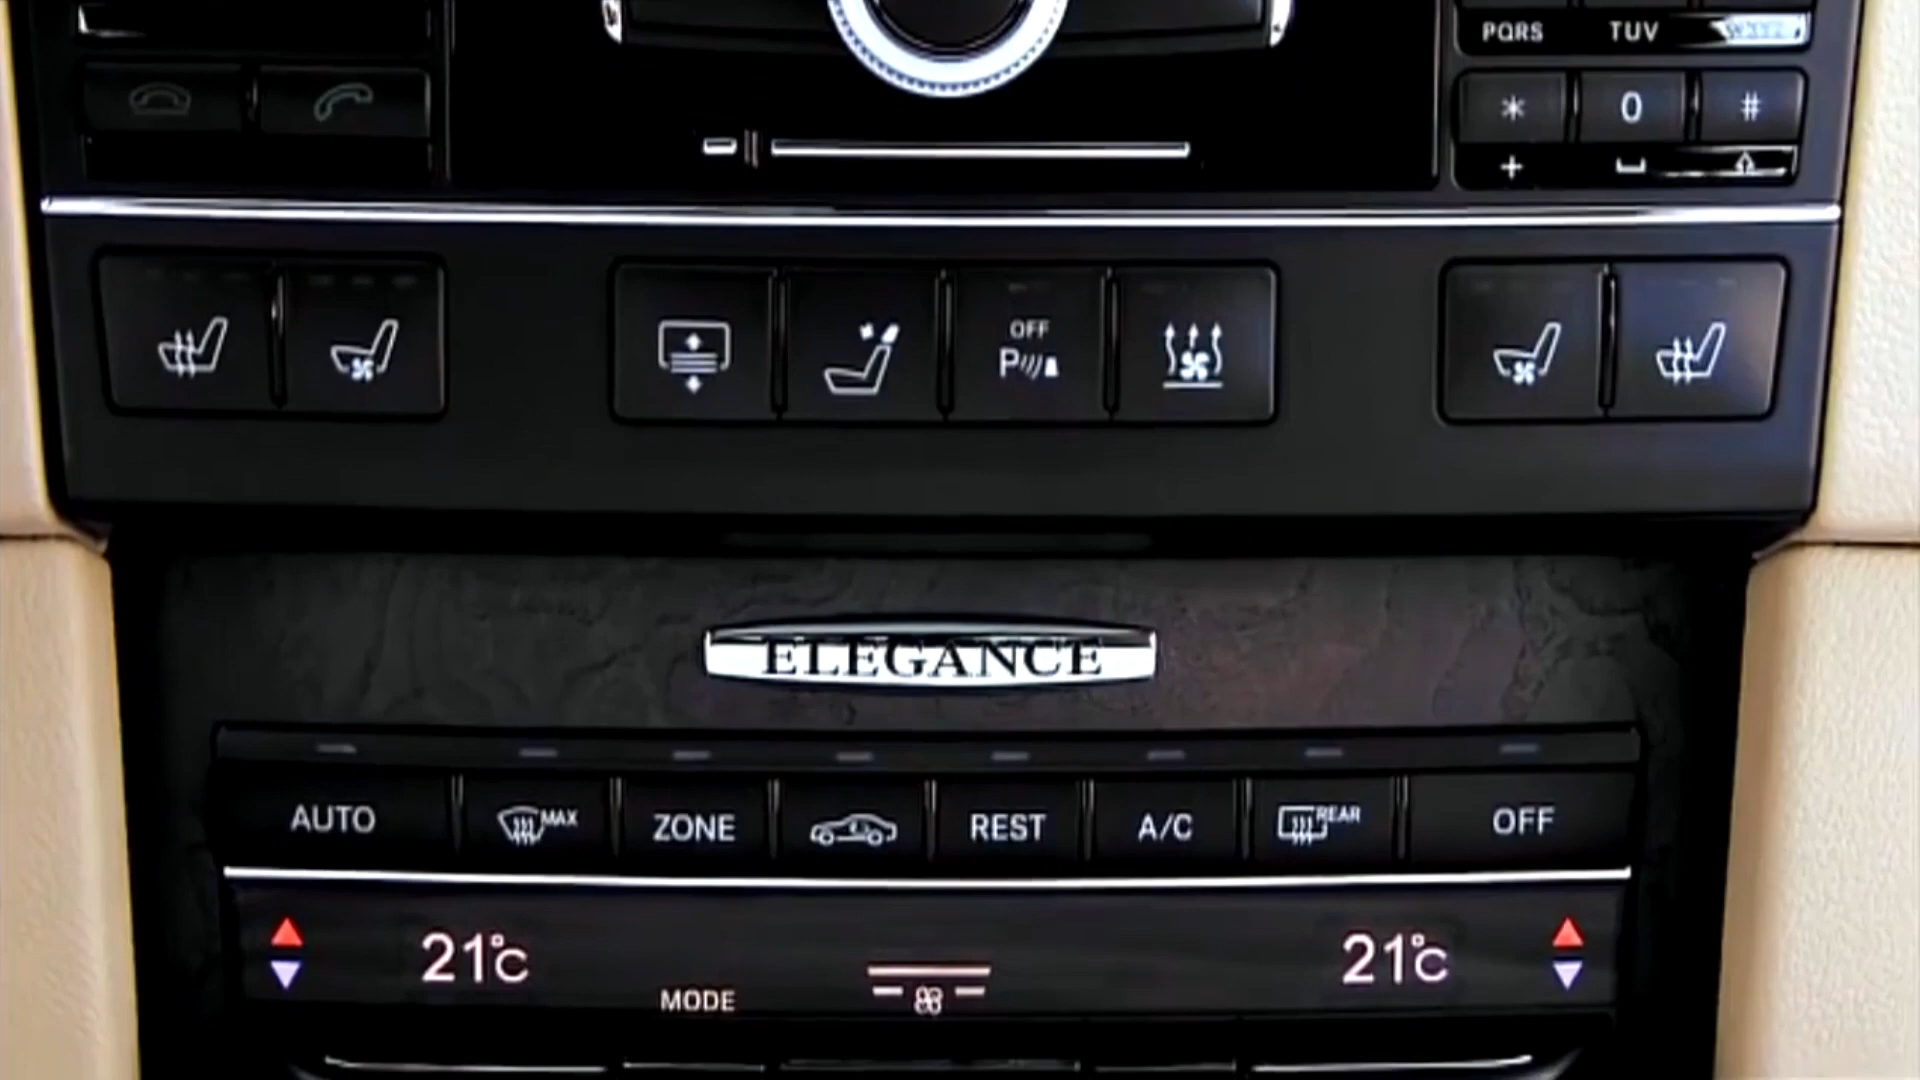 PQRS TUV
* 0 #
+
OFF
P
ELEGANCE
AUTO MAX ZONE REST A/C REAR OFF
21°C 21°C
MODE